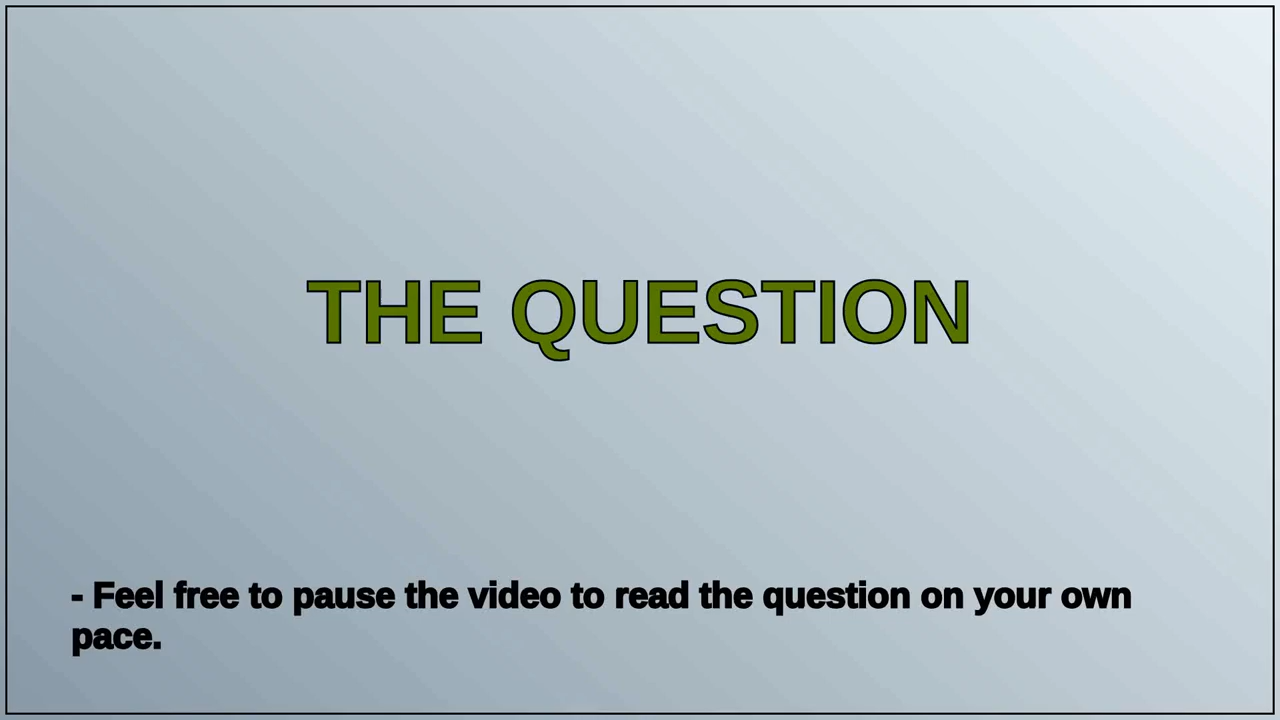 THE QUESTION
- Feel free to pause the video to read the question on your own
pace.